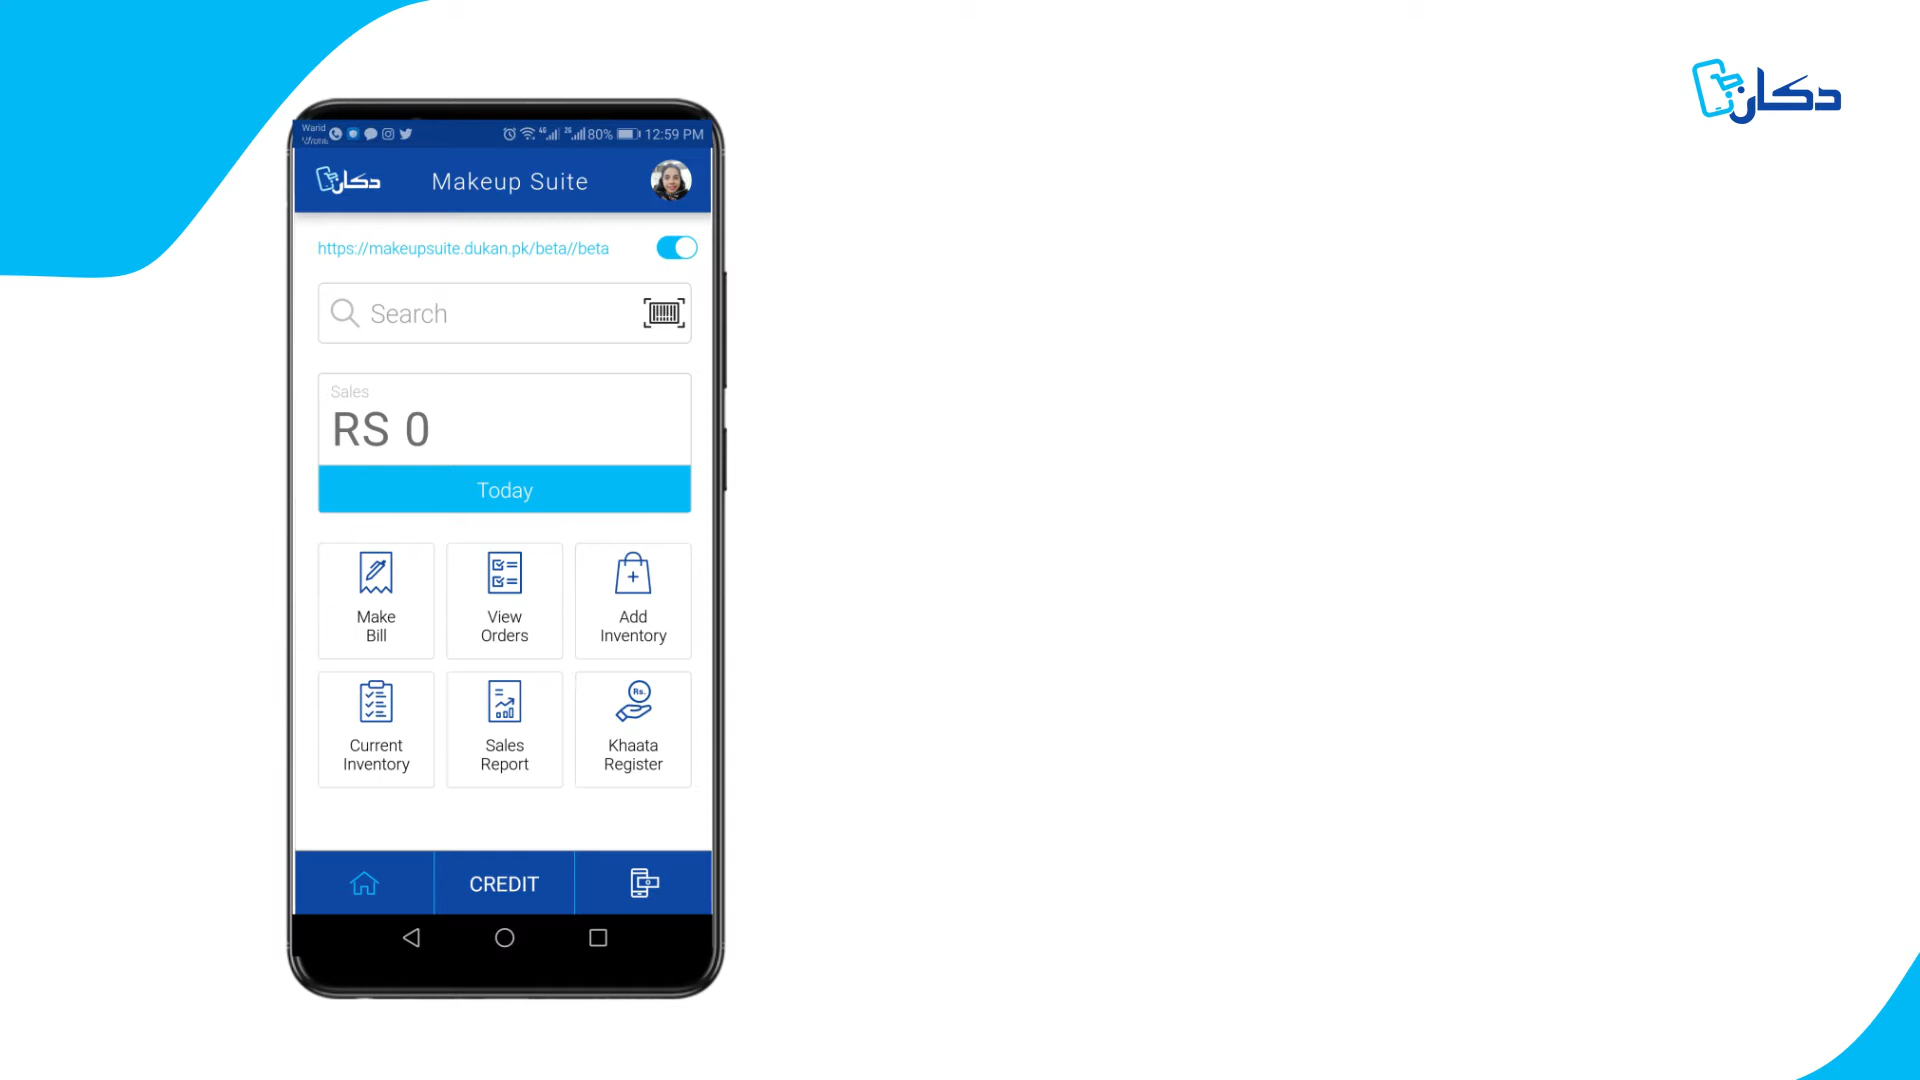 دکان
Warid
80% 12:59 PM
دکان
Makeup Suite
https://makeupsuite.dukan.pk/beta//beta
Search
Sales
RS 0
Today
Make
Bill
View
Orders
Add
Inventory
Current
Inventory
Sales
Report
Rs.
Khaata
Register
CREDIT